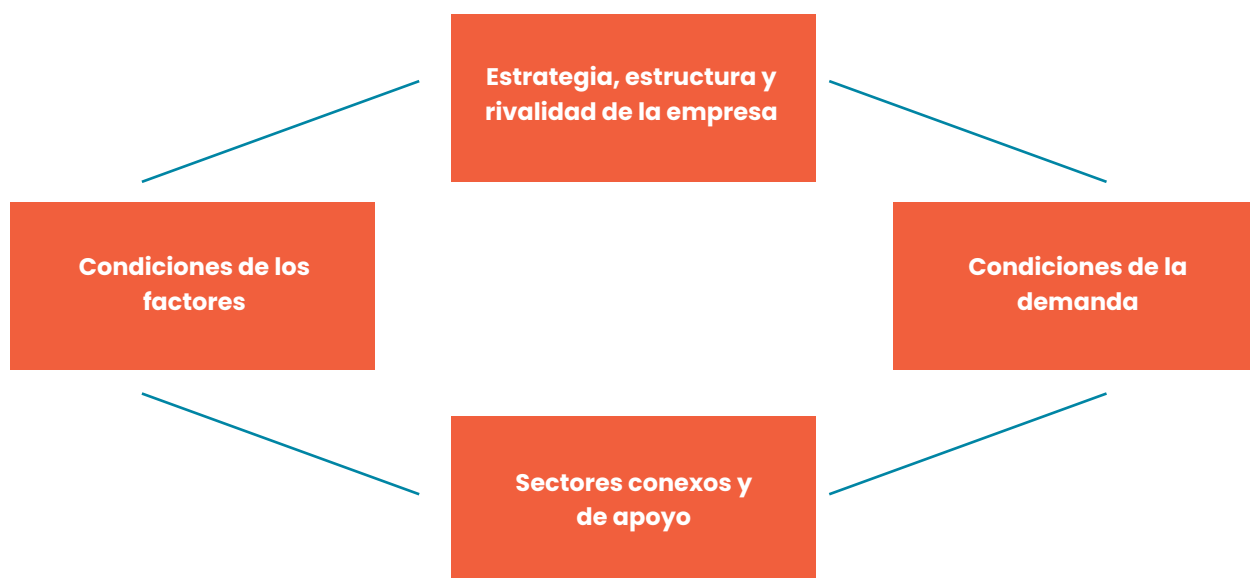 Estrategia, estructura y
rivalidad de la empresa
Condiciones de los
factores
Condiciones de la
demanda
Sectores conexos y
de apoyo